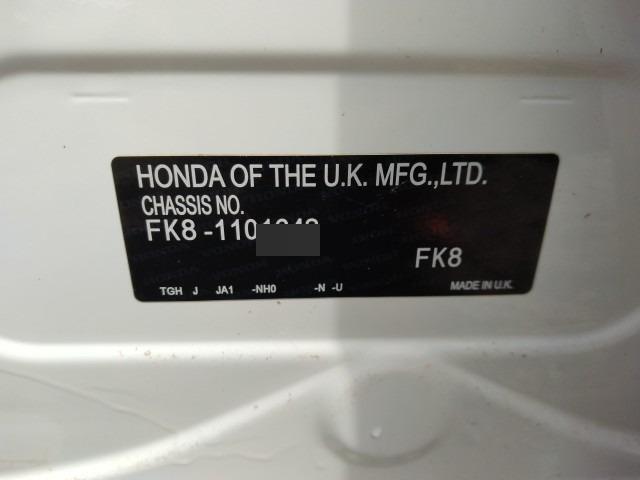 HONDA OF THE U.K. MFG.,LTD.
CHASSIS NO.
FK8 -110
FK8
TGH J JA1 -NH0 -N -U
MADE IN U.K.